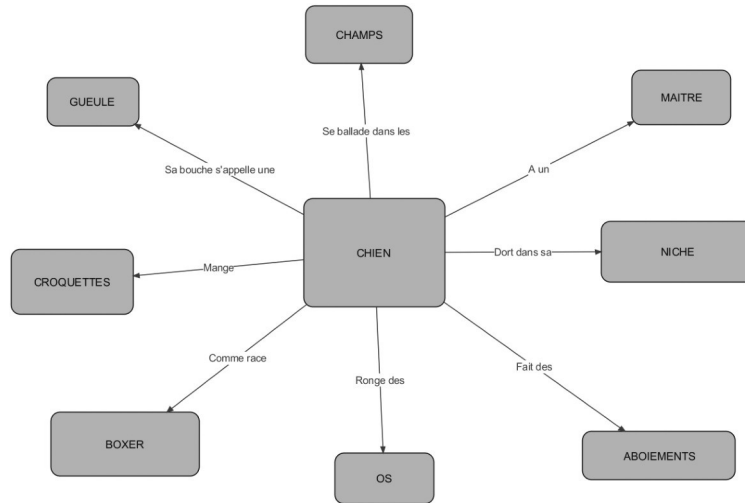 CHAMPS
GUEULE
MAITRE
Se ballade dans les
Sa bouche s'appelle une
A un
CHIEN
Dort dans sa
NICHE
Mange
CROQUETTES
Comme race
Ronge des
Fait des
BOXER
OS
ABOIEMENTS